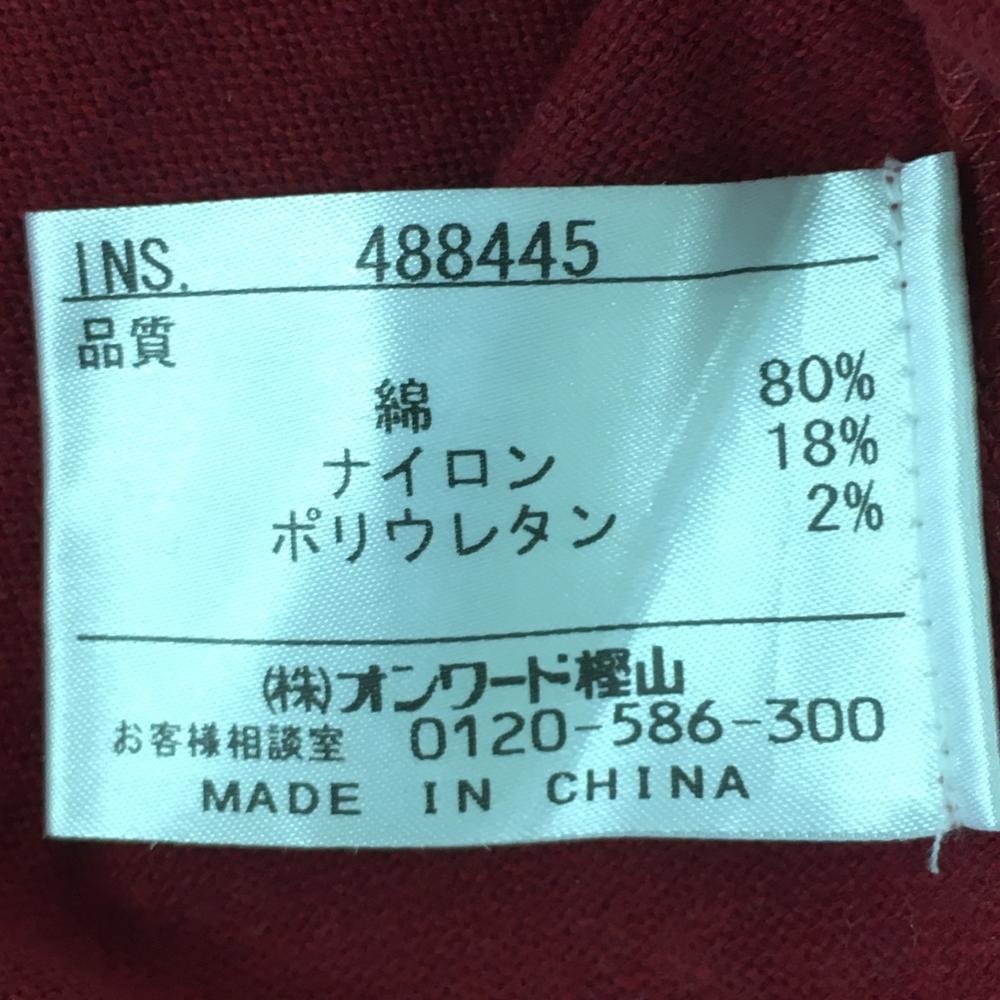 INS. 488445
品質
綿 80%
ナイロン 18%
ポリウレタン 2%
㈱オンワード樫山
お客様相談室 0120-586-300
MADE IN CHINA